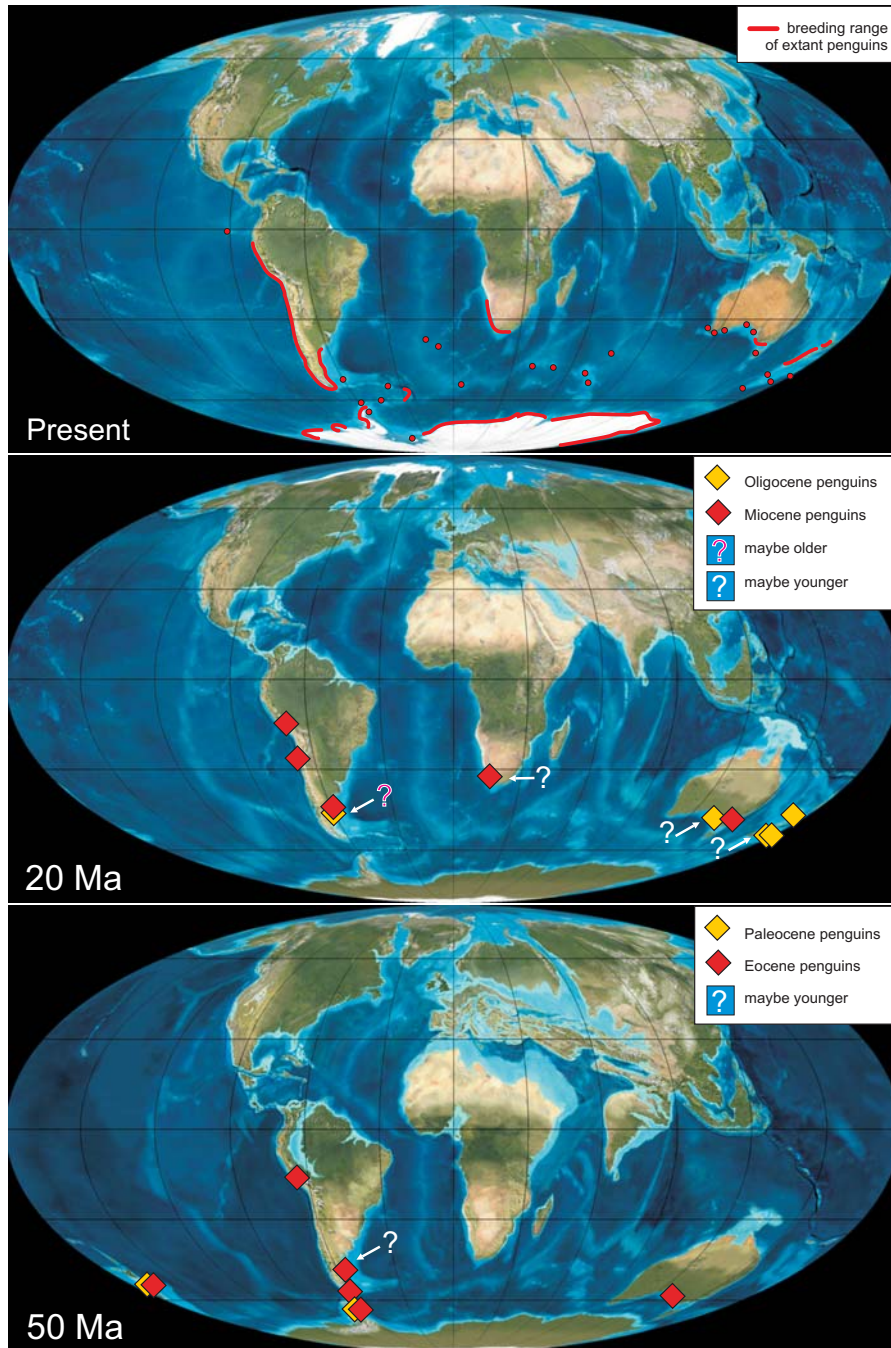 breeding range
of extant penguins
Present
Oligocene penguins
Miocene penguins
? maybe older
? maybe younger
?
?
?
?
20 Ma
Paleocene penguins
Eocene penguins
? maybe younger
?
50 Ma